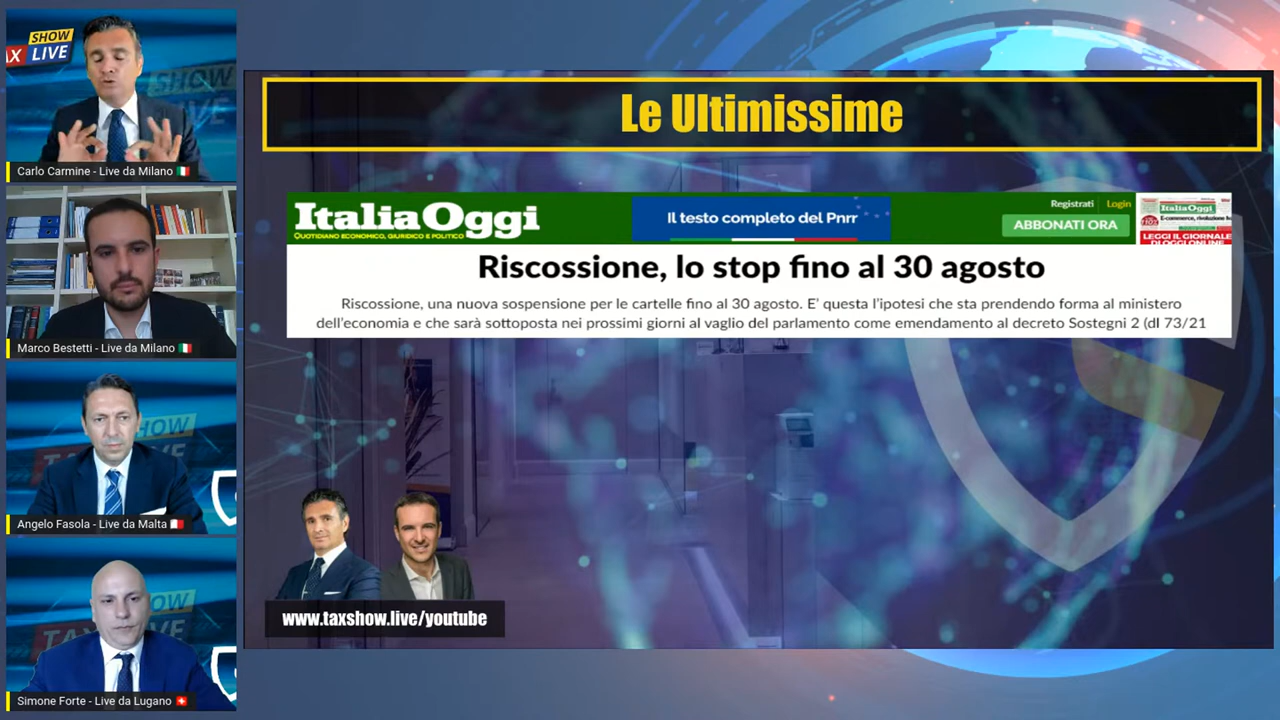 SHOW
AX LIVE
Carlo Carmine - Live da Milano
Marco Bestetti - Live da Milano
Angelo Fasola - Live da Malta
Simone Forte - Live da Lugano
Le Ultimissime
ItaliaOggi
QUOTIDIANO ECONOMICO, GIURIDICO E POLITICO
Il testo completo del Pnrr
Registrati Login
ABBONATI ORA
ItaliaOggi
LEGGI IL GIORNALE
DI OGGI ONLINE
Riscossione, lo stop fino al 30 agosto
Riscossione, una nuova sospensione per le cartelle fino al 30 agosto. E' questa l'ipotesi che sta prendendo forma al ministero
dell'economia e che sarà sottoposta nei prossimi giorni al vaglio del parlamento come emendamento al decreto Sostegni 2 (dl 73/21
www.taxshow.live/youtube